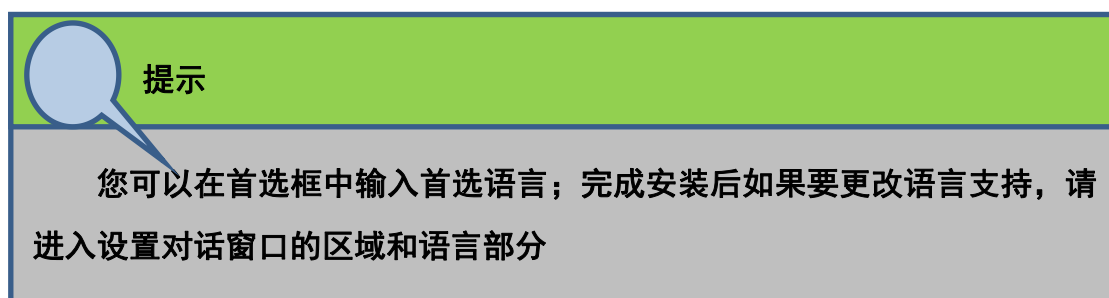 提示
您可以在首选框中输入首选语言；完成安装后如果要更改语言支持，请
进入设置对话窗口的区域和语言部分